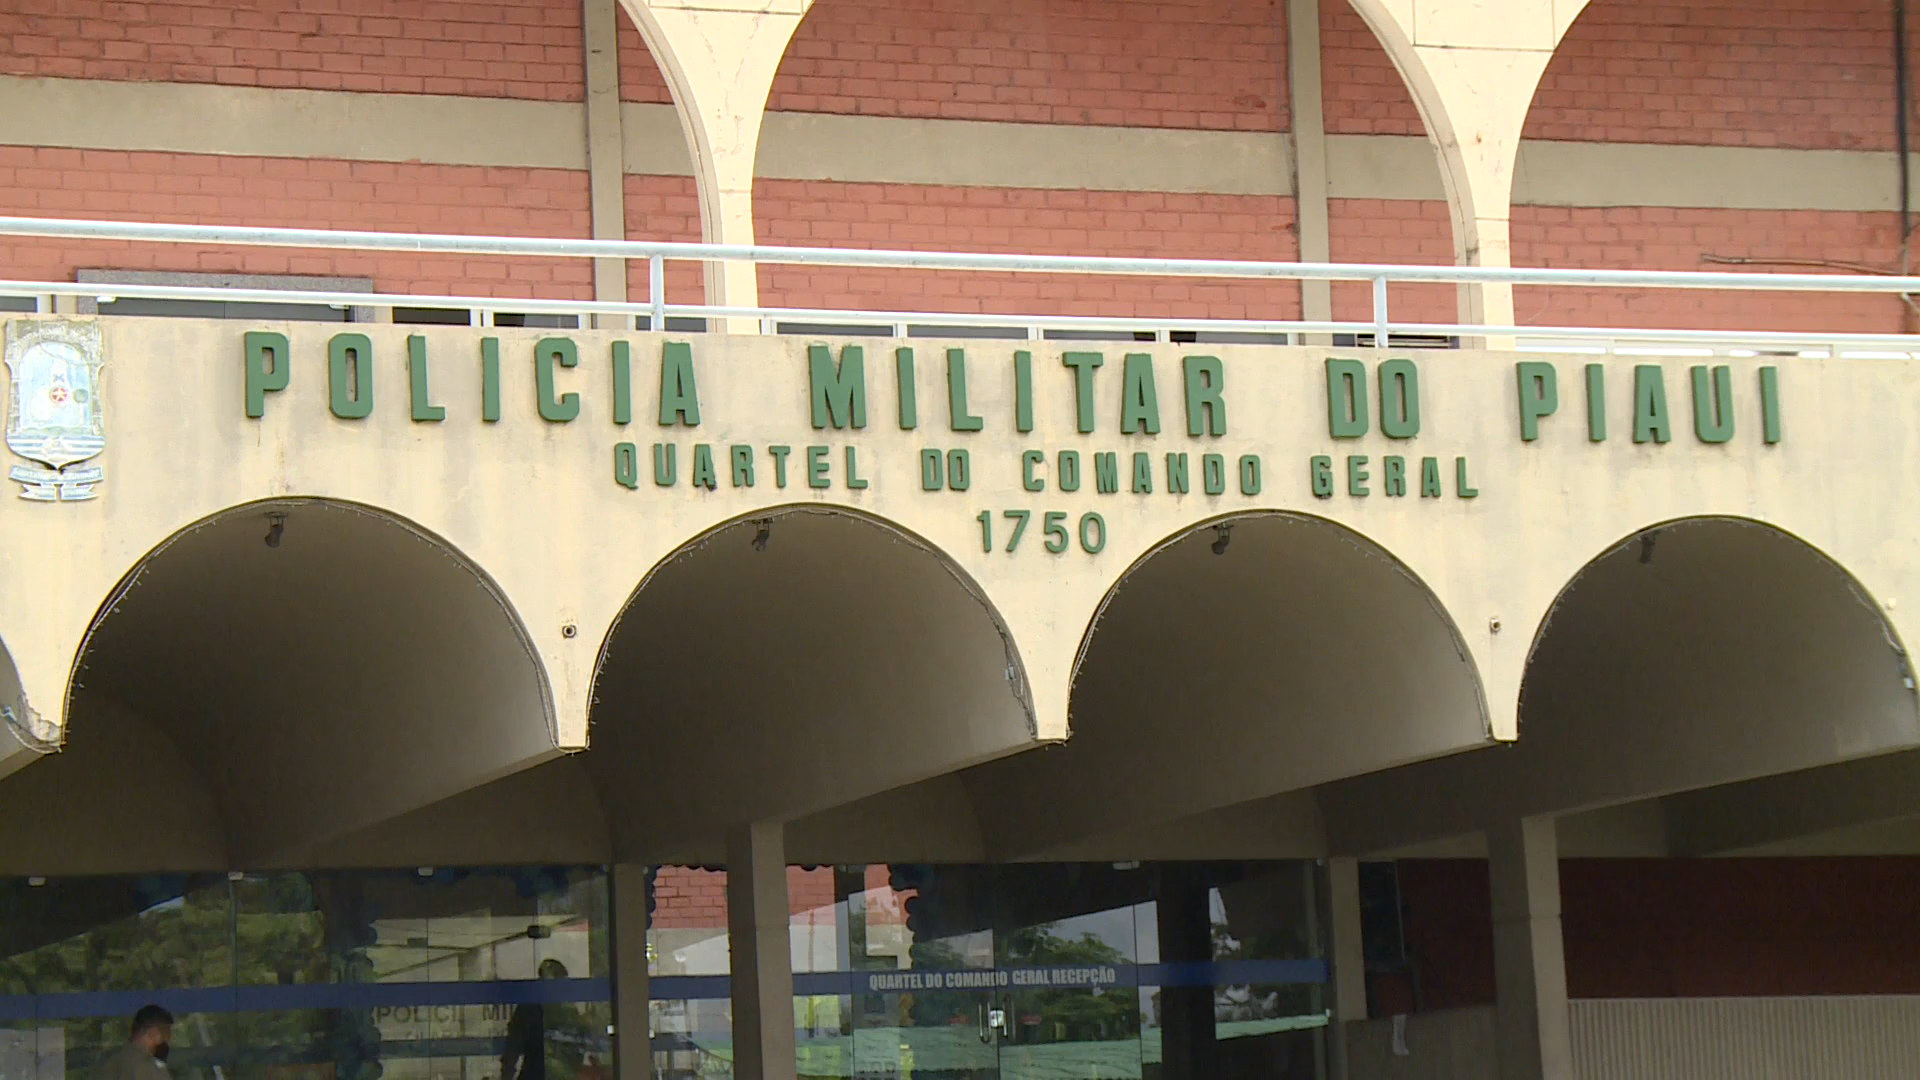 POLICIA MILITAR DO PIAUI
QUARTEL DO COMANDO GERAL
1750
QUARTEL DO COMANDO GERAL RECEPÇÃO